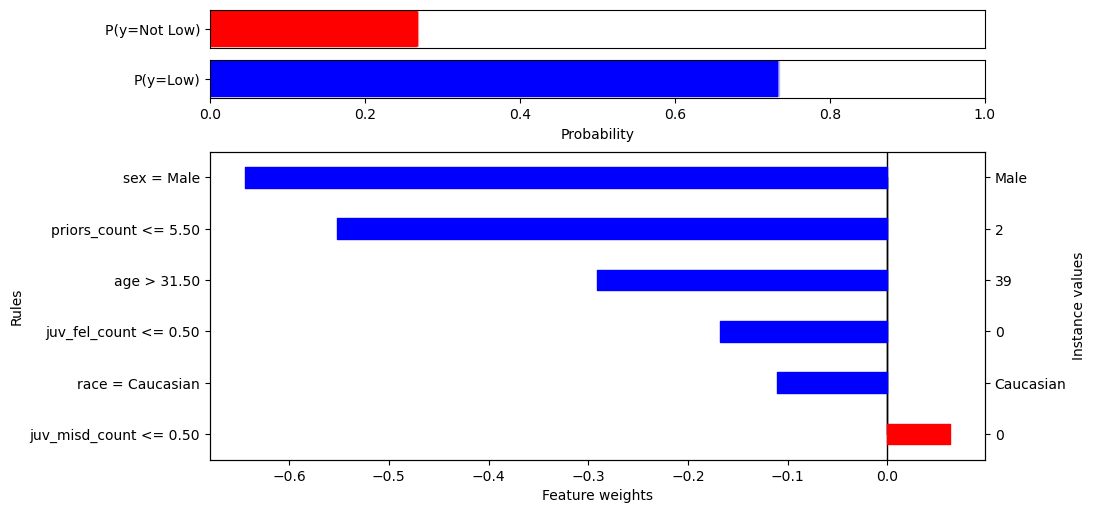 P(y=Not Low)
P(y=Low)
0.0 0.2 0.4 0.6 0.8 1.0
Probability
sex = Male Male
priors_count <= 5.50 2
age > 31.50 39
juv_fel_count <= 0.50 0
race = Caucasian Caucasian
juv_misd_count <= 0.50 0
Rules
Instance values
−0.6 −0.5 −0.4 −0.3 −0.2 −0.1 0.0
Feature weights